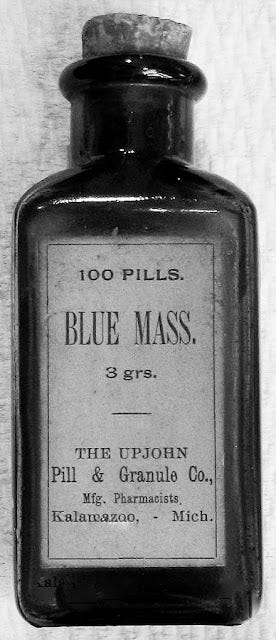 100 PILLS.
BLUE MASS.
3 grs.
THE UPJOHN
Pill & Granule Co.,
Mfg. Pharmacists,
Kalamazoo, - Mich.